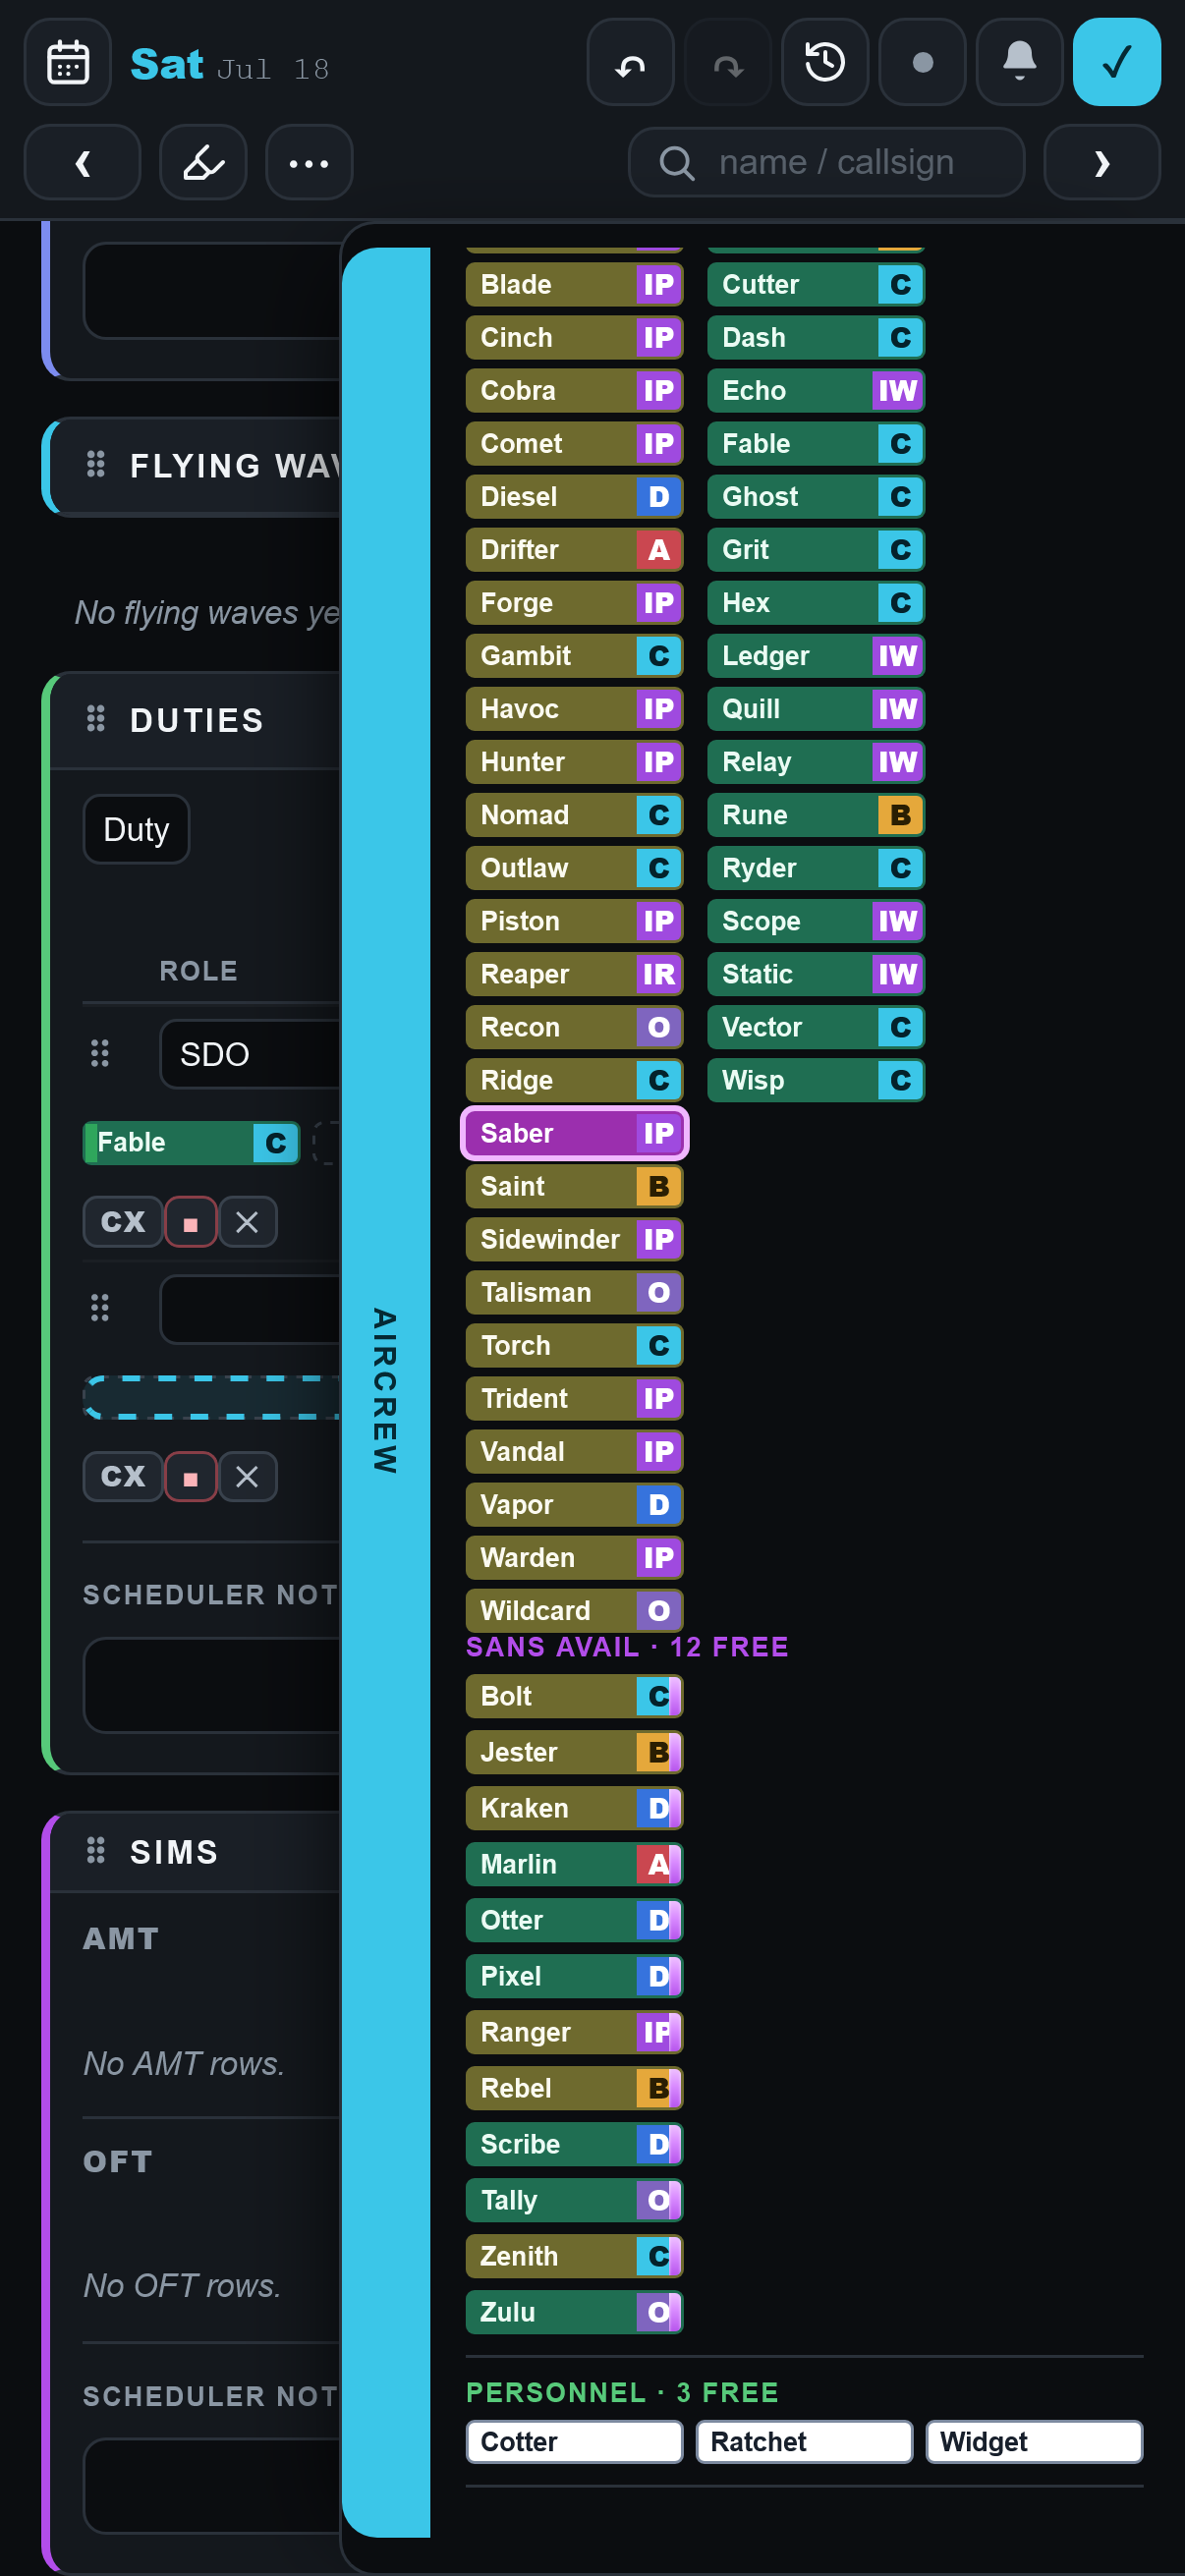 Sat Jul 18
name / callsign
FLYING WAV
No flying waves ye
DUTIES
Duty
ROLE
SDO
Fable C
CX
CX
SCHEDULER NOT
SIMS
AMT
No AMT rows.
OFT
No OFT rows.
SCHEDULER NOT
AIRCREW
Blade IP
Cinch IP
Cobra IP
Comet IP
Diesel D
Drifter A
Forge IP
Gambit C
Havoc IP
Hunter IP
Nomad C
Outlaw C
Piston IP
Reaper IR
Recon O
Ridge C
Saber IP
Saint B
Sidewinder IP
Talisman O
Torch C
Trident IP
Vandal IP
Vapor D
Warden IP
Wildcard O
Cutter C
Dash C
Echo IW
Fable C
Ghost C
Grit C
Hex C
Ledger IW
Quill IW
Relay IW
Rune B
Ryder C
Scope IW
Static IW
Vector C
Wisp C
SANS AVAIL · 12 FREE
Bolt C
Jester B
Kraken D
Marlin A
Otter D
Pixel D
Ranger IP
Rebel B
Scribe D
Tally O
Zenith C
Zulu O
PERSONNEL · 3 FREE
Cotter
Ratchet
Widget